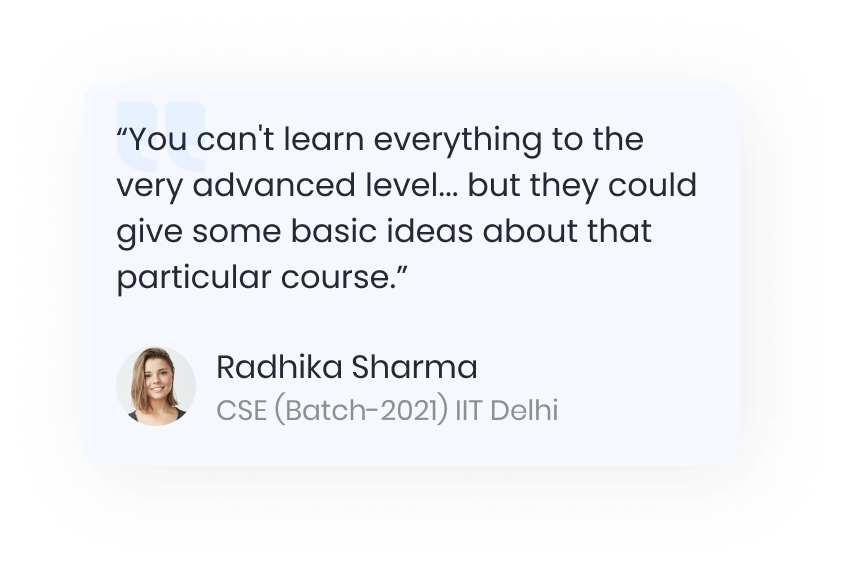 “You can't learn everything to the
very advanced level... but they could
give some basic ideas about that
particular course.”
Radhika Sharma
CSE (Batch-2021) IIT Delhi